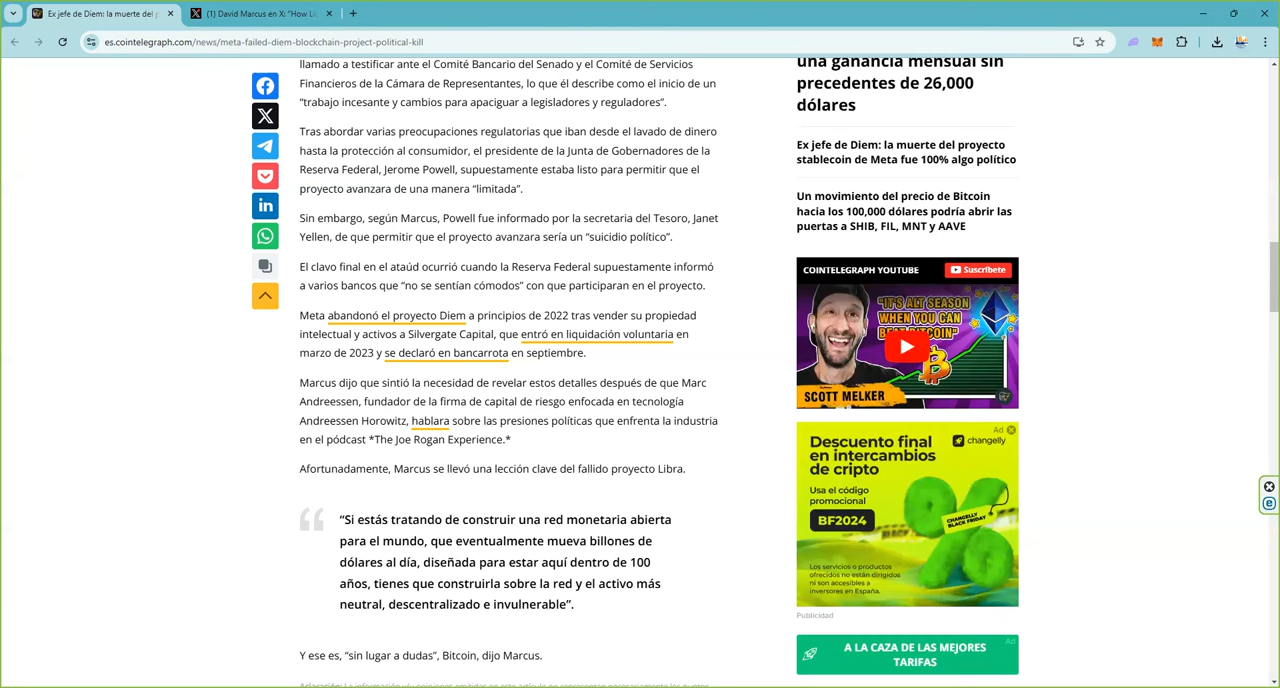 Ex jefe de Diem: la muerte del p
(1) David Marcus en X: "How Li
es.cointelegraph.com/news/meta-failed-diem-blockchain-project-political-kill
llamado a testificar ante el Comité Bancario del Senado y el Comité de Servicios
Financieros de la Cámara de Representantes, lo que él describe como el inicio de un
“trabajo incesante y cambios para apaciguar a legisladores y reguladores”.
Tras abordar varias preocupaciones regulatorias que iban desde el lavado de dinero
hasta la protección al consumidor, el presidente de la Junta de Gobernadores de la
Reserva Federal, Jerome Powell, supuestamente estaba listo para permitir que el
proyecto avanzara de una manera “limitada”.
Sin embargo, según Marcus, Powell fue informado por la secretaria del Tesoro, Janet
Yellen, de que permitir que el proyecto avanzara sería un “suicidio político”.
El clavo final en el ataúd ocurrió cuando la Reserva Federal supuestamente informó
a varios bancos que “no se sentían cómodos” con que participaran en el proyecto.
Meta abandonó el proyecto Diem a principios de 2022 tras vender su propiedad
intelectual y activos a Silvergate Capital, que entró en liquidación voluntaria en
marzo de 2023 y se declaró en bancarrota en septiembre.
Marcus dijo que sintió la necesidad de revelar estos detalles después de que Marc
Andreessen, fundador de la firma de capital de riesgo enfocada en tecnología
Andreessen Horowitz, hablara sobre las presiones políticas que enfrenta la industria
en el pódcast *The Joe Rogan Experience.*
Afortunadamente, Marcus se llevó una lección clave del fallido proyecto Libra.
“Si estás tratando de construir una red monetaria abierta
para el mundo, que eventualmente mueva billones de
dólares al día, diseñada para estar aquí dentro de 100
años, tienes que construirla sobre la red y el activo más
neutral, descentralizado e invulnerable”.
Y ese es, “sin lugar a dudas”, Bitcoin, dijo Marcus.
Aclaración: La información y/u opiniones emitidas en este artículo no representan necesariamente los puntos
una ganancia mensual sin
precedentes de 26,000
dólares
Ex jefe de Diem: la muerte del proyecto
stablecoin de Meta fue 100% algo político
Un movimiento del precio de Bitcoin
hacia los 100,000 dólares podría abrir las
puertas a SHIB, FIL, MNT y AAVE
COINTELEGRAPH YOUTUBE
Suscríbete
"IT'S ALT SEASON
WHEN YOU CAN
BITCOIN"
SCOTT MELKER
Ad
changelly
Descuento final
en intercambios
de cripto
Usa el código
promocional
BF2024
CHANGELLY
BLACK FRIDAY
Los servicios o productos
ofrecidos no están dirigidos
ni son accesibles a
inversores en España.
Publicidad
Ad
A LA CAZA DE LAS MEJORES
TARIFAS